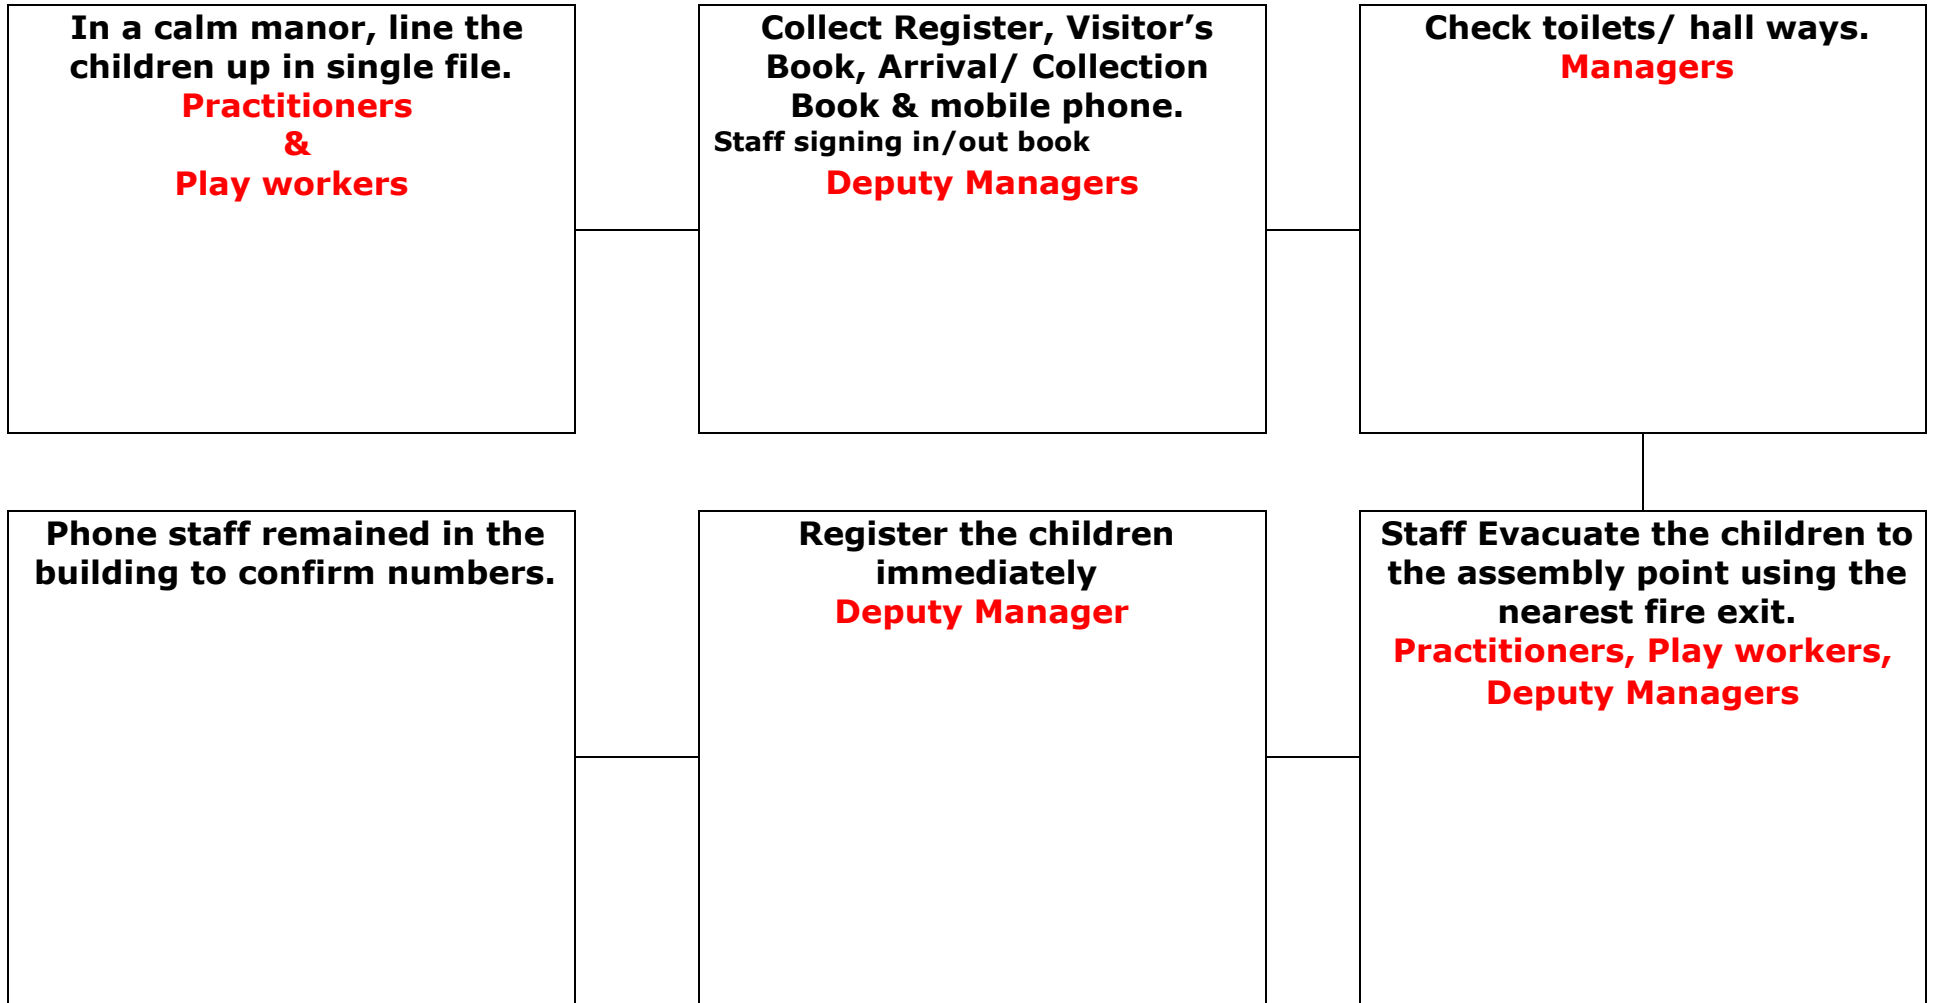 In a calm manor, line the
children up in single file.
Practitioners
&
Play workers
Collect Register, Visitor’s
Book, Arrival/ Collection
Book & mobile phone.
Staff signing in/out book
Deputy Managers
Check toilets/ hall ways.
Managers
Phone staff remained in the
building to confirm numbers.
Register the children
immediately
Deputy Manager
Staff Evacuate the children to
the assembly point using the
nearest fire exit.
Practitioners, Play workers,
Deputy Managers